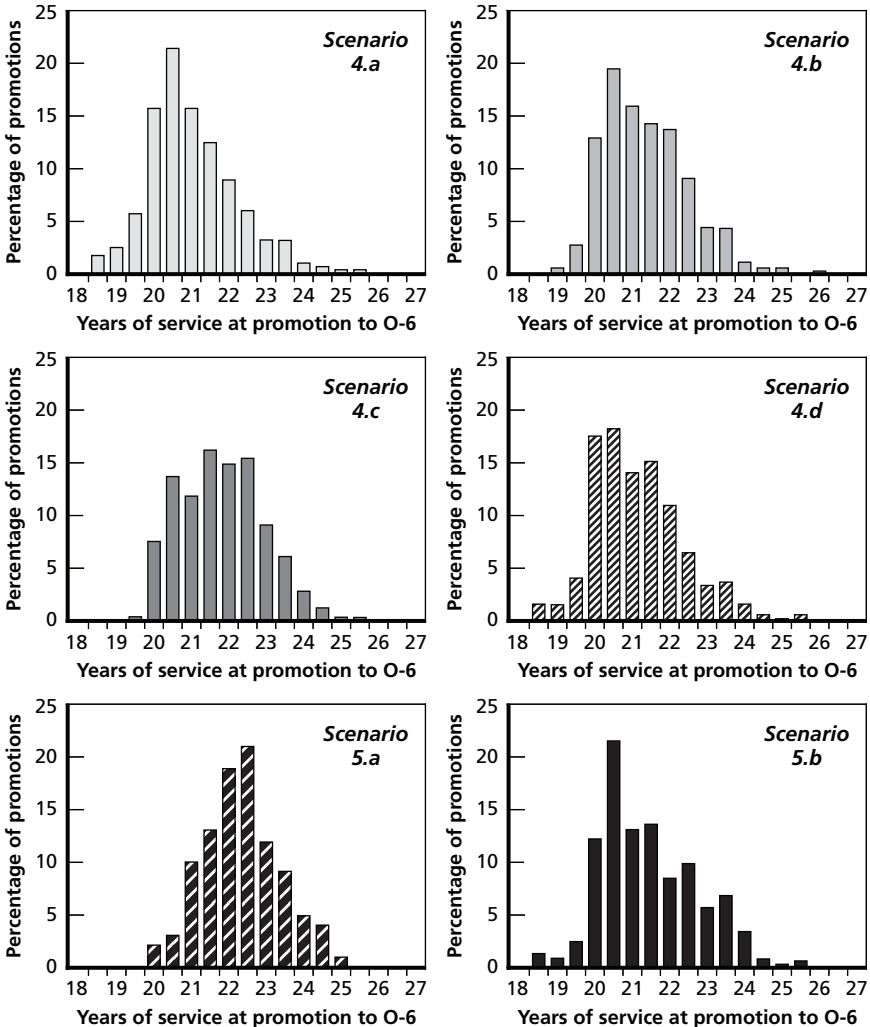 Percentage of promotions
25
20
15
10
5
0
Scenario
4.a
18 19 20 21 22 23 24 25 26 27
Years of service at promotion to O-6
Percentage of promotions
25
20
15
10
5
0
Scenario
4.b
18 19 20 21 22 23 24 25 26 27
Years of service at promotion to O-6
Percentage of promotions
25
20
15
10
5
0
Scenario
4.c
18 19 20 21 22 23 24 25 26 27
Years of service at promotion to O-6
Percentage of promotions
25
20
15
10
5
0
Scenario
4.d
18 19 20 21 22 23 24 25 26 27
Years of service at promotion to O-6
Percentage of promotions
25
20
15
10
5
0
Scenario
5.a
18 19 20 21 22 23 24 25 26 27
Years of service at promotion to O-6
Percentage of promotions
25
20
15
10
5
0
Scenario
5.b
18 19 20 21 22 23 24 25 26 27
Years of service at promotion to O-6